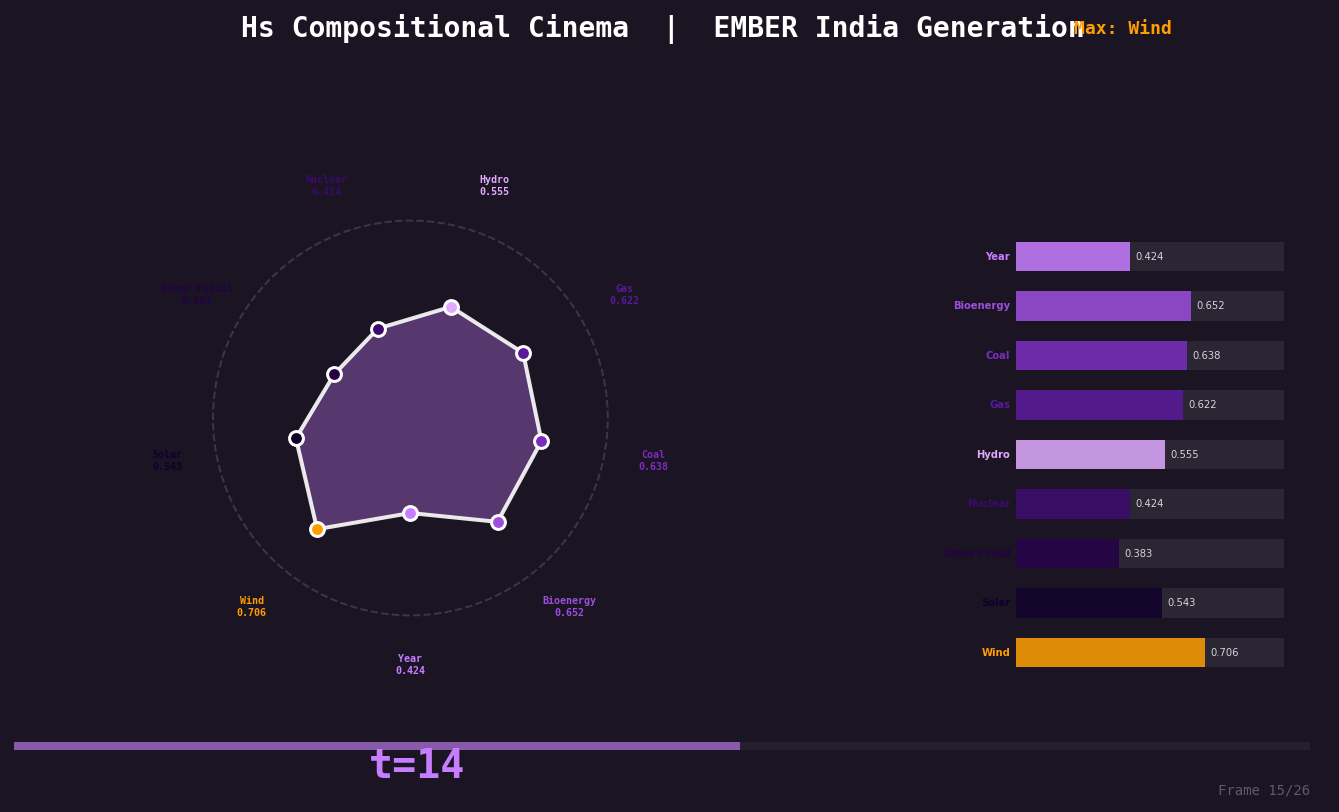 Hs Compositional Cinema | EMBER India Generation
Max: Wind
Nuclear
0.424
Hydro
0.555
Other Fossil
0.383
Gas
0.622
Solar
0.543
Coal
0.638
Wind
0.706
Bioenergy
0.652
Year
0.424
Year 0.424
Bioenergy 0.652
Coal 0.638
Gas 0.622
Hydro 0.555
Nuclear 0.424
Other Fossil 0.383
Solar 0.543
Wind 0.706
t=14
Frame 15/26